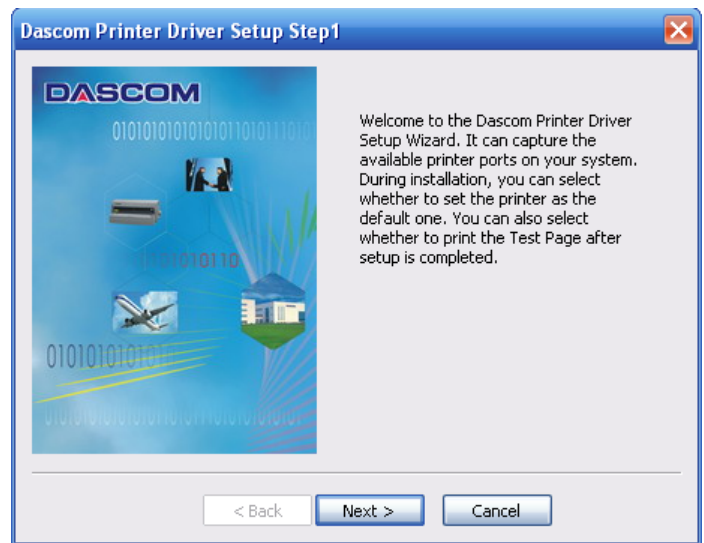 Dascom Printer Driver Setup Step1
DASCOM
Welcome to the Dascom Printer Driver
Setup Wizard. It can capture the
available printer ports on your system.
During installation, you can select
whether to set the printer as the
default one. You can also select
whether to print the Test Page after
setup is completed.
< Back
Next >
Cancel